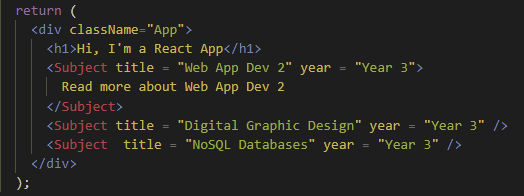 return (
<div className="App">
<h1>Hi, I'm a React App</h1>
<Subject title = "Web App Dev 2" year = "Year 3">
Read more about Web App Dev 2
</Subject>
<Subject title = "Digital Graphic Design" year = "Year 3" />
<Subject  title = "NoSQL Databases" year = "Year 3" />
</div>
);